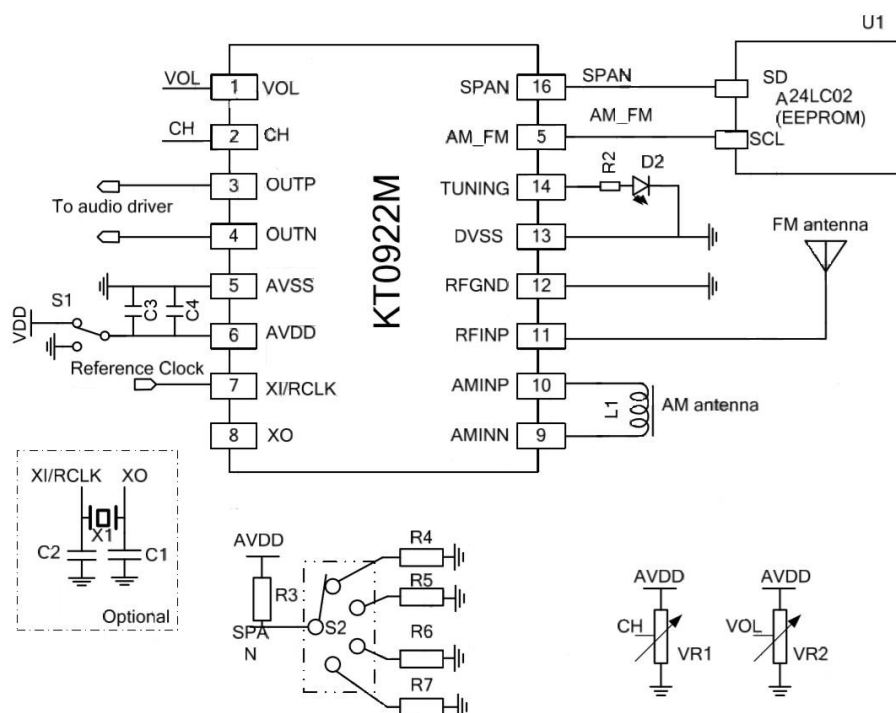 U1
VOL
1
VOL
SPAN
16
SPAN
SD
A
24LC02
(EEPROM)
CH
2
CH
AM_FM
5
AM_FM
SCL
3
OUTP
TUNING
14
R2
D2
To audio driver
4
OUTN
DVSS
13
FM antenna
KT0922M
5
AVSS
RFGND
12
S1
C3
C4
VDD
6
AVDD
RFINP
11
Reference Clock
7
XI/RCLK
AMINP
10
L1
AM antenna
8
XO
AMINN
9
XI/RCLK
XO
X1
C2
C1
Optional
AVDD
R3
SPA
N
S2
R4
R5
R6
R7
AVDD
CH
VR1
AVDD
VOL
VR2